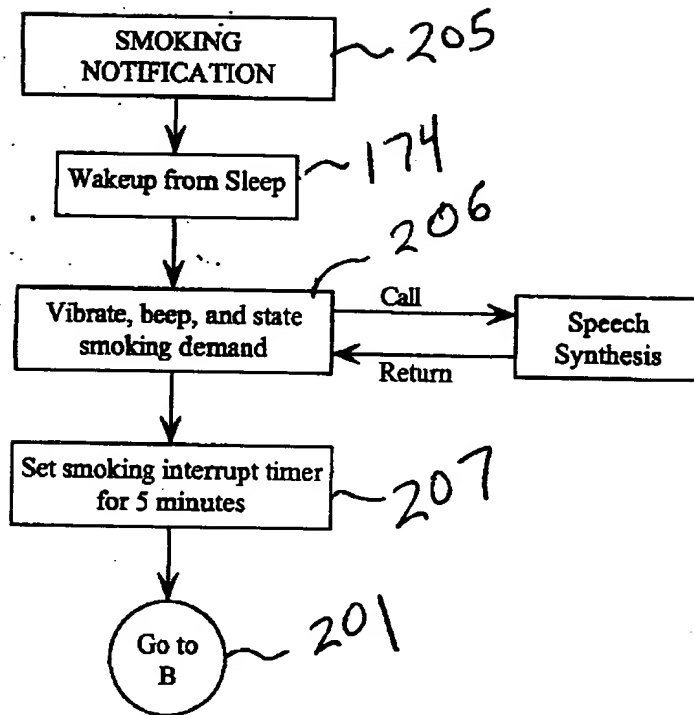 SMOKING
NOTIFICATION
205
Wakeup from Sleep
174
206
Vibrate, beep, and state
smoking demand
Call
Return
Speech
Synthesis
Set smoking interrupt timer
for 5 minutes
207
Go to
B
201